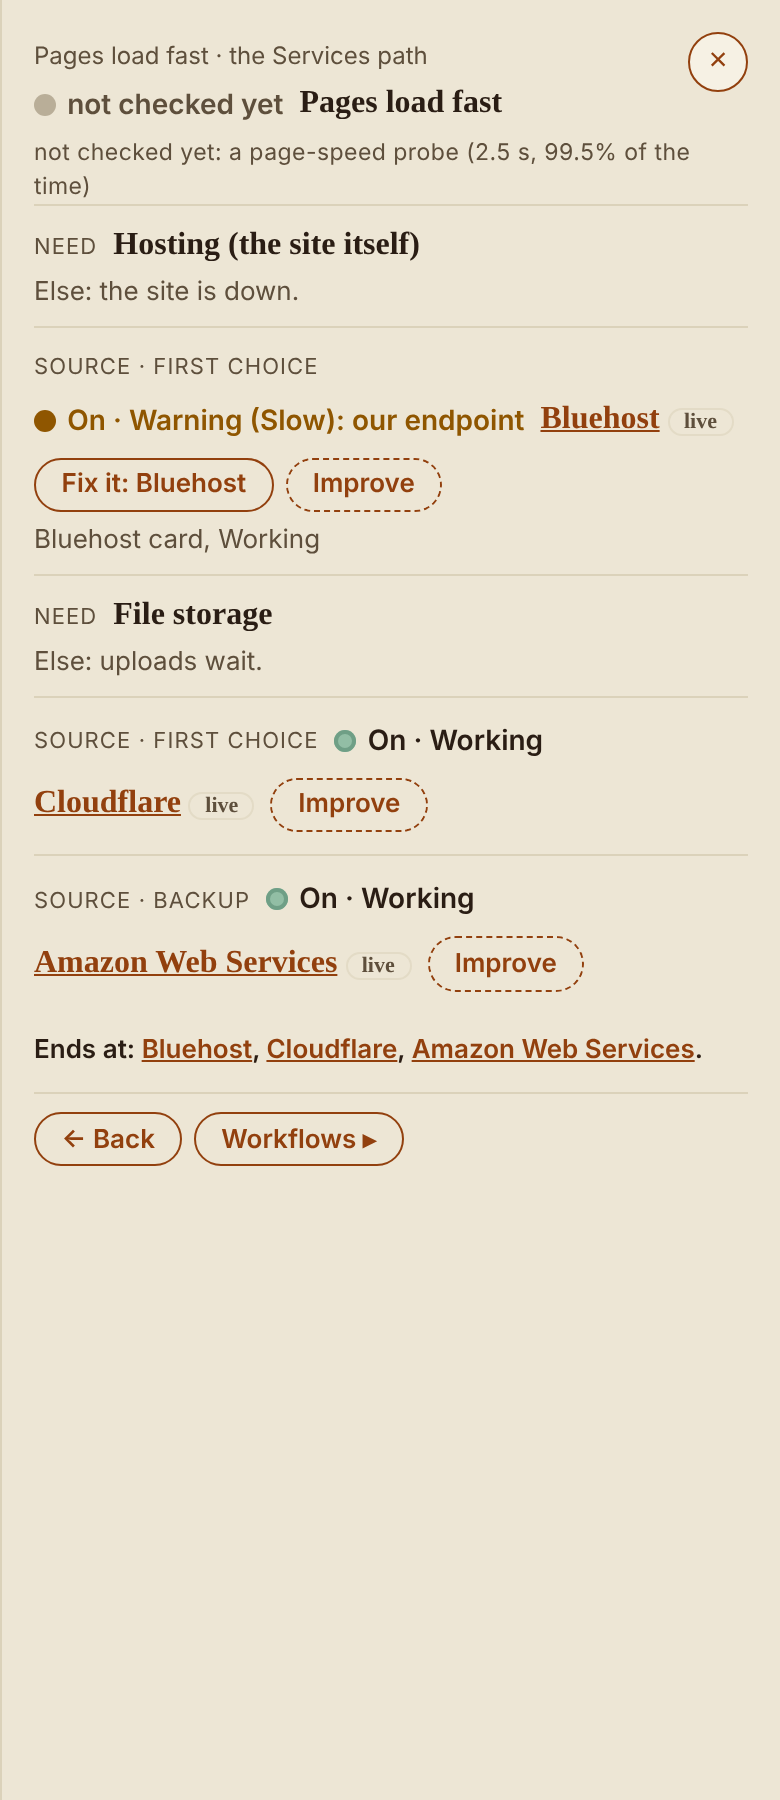 Pages load fast · the Services path
×
not checked yet Pages load fast
not checked yet: a page-speed probe (2.5 s, 99.5% of the
time)
NEED Hosting (the site itself)
Else: the site is down.
SOURCE · FIRST CHOICE
On · Warning (Slow): our endpoint Bluehost live
Fix it: Bluehost Improve
Bluehost card, Working
NEED File storage
Else: uploads wait.
SOURCE · FIRST CHOICE On · Working
Cloudflare live Improve
SOURCE · BACKUP On · Working
Amazon Web Services live Improve
Ends at: Bluehost, Cloudflare, Amazon Web Services.
← Back Workflows ▸